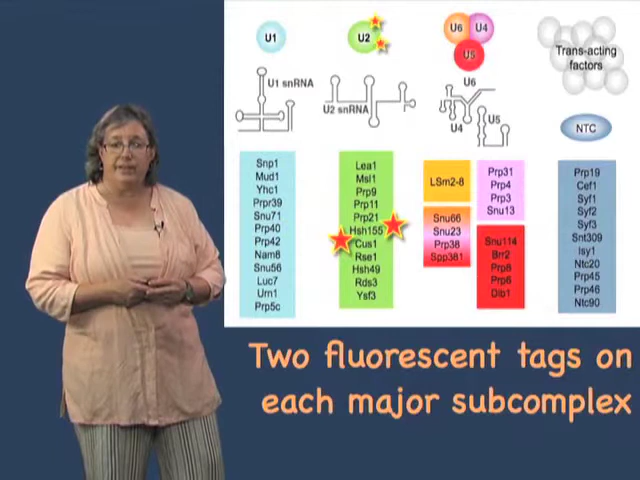 U1
U2
U6
U4
U5
Trans-acting
factors
U1 snRNA
U2 snRNA
U6
U4
U5
NTC
Snp1
Mud1
Yhc1
Prpr39
Snu71
Prp40
Prp42
Nam8
Snu56
Luc7
Urn1
Prp5c
Lea1
Msl1
Prp9
Prp11
Prp21
Hsh155
Cus1
Rse1
Hsh49
Rds3
Ysf3
LSm2-8
Snu66
Snu23
Prp38
Spp381
Prp31
Prp4
Prp3
Snu13
Snu114
Brr2
Prp8
Prp6
Dib1
Prp19
Cef1
Syf1
Syf2
Syf3
Snt309
Isy1
Ntc20
Prp45
Prp46
Ntc90
Two fluorescent tags on
each major subcomplex